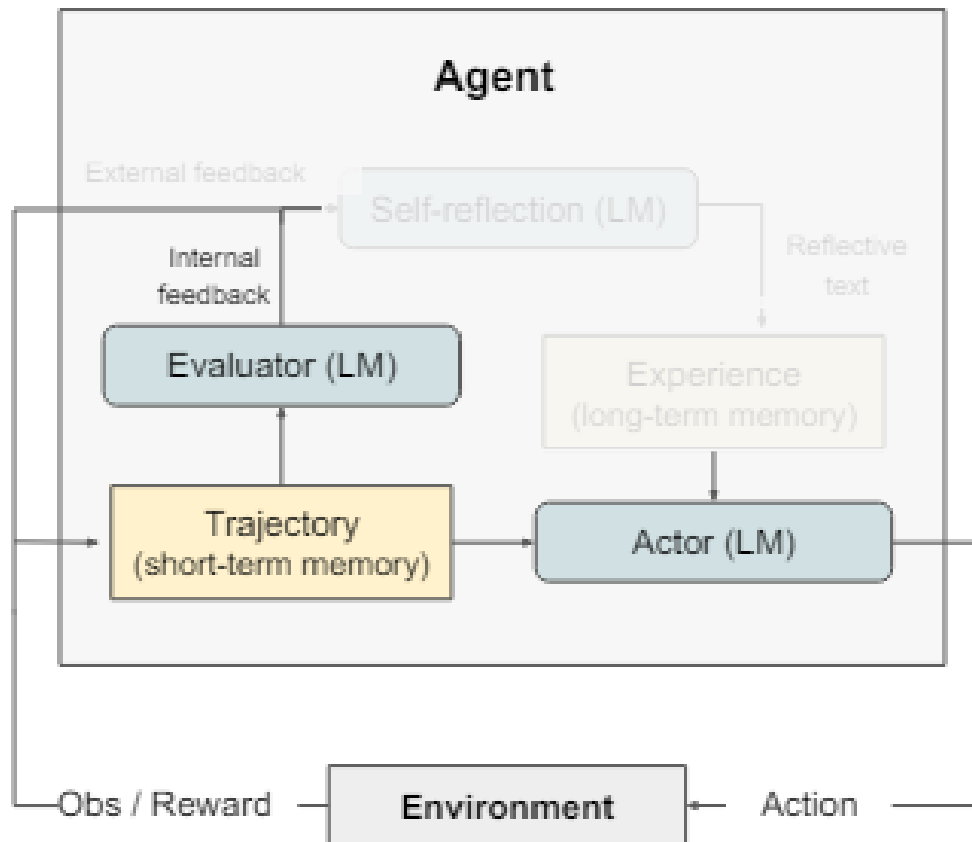 Agent
External feedback
Self-reflection (LM)
Internal
feedback
Reflective
text
Evaluator (LM)
Experience
(long-term memory)
Trajectory
(short-term memory)
Actor (LM)
Obs / Reward
Environment
Action